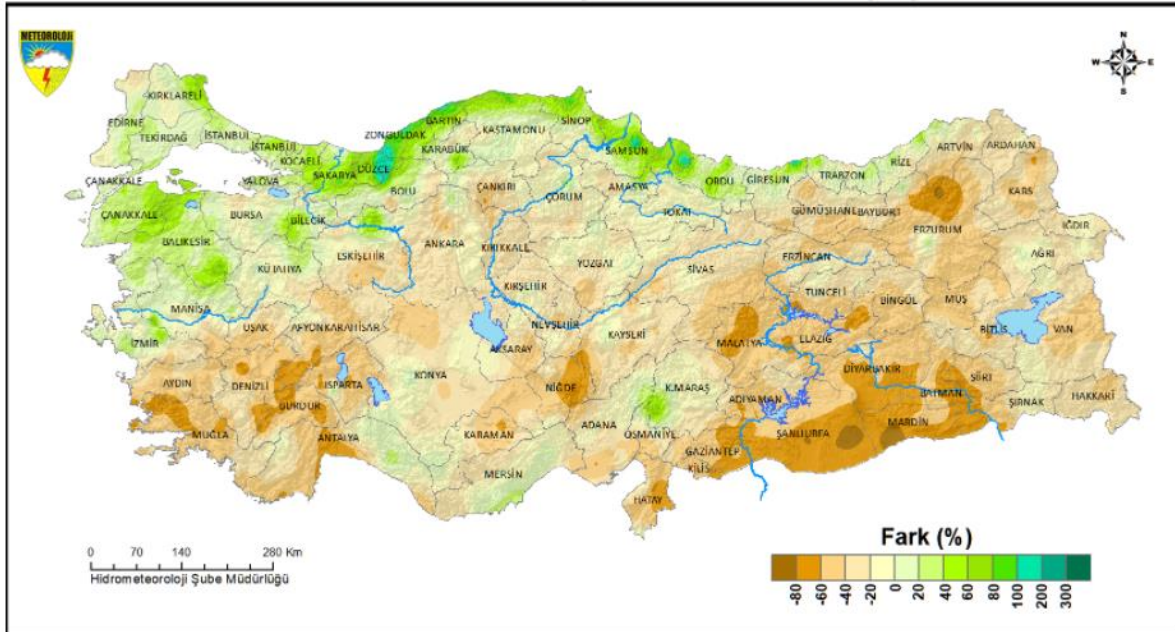 METEOROLOJİ
N
W E
S
KIRKLARELİ
EDİRNE
TEKİRDAĞ
İSTANBUL
İSTANBUL
KOCAELİ
YALOVA
SAKARYA
DÜZCE
ZONGULDAK
BARTIN
KARABÜK
KASTAMONU
SİNOP
SAMSUN
BOLU
ÇANKIRI
ÇORUM
AMASYA
TOKAT
ORDU
GİRESUN
TRABZON
RİZE
ARTVİN
ARDAHAN
KARS
GÜMÜŞHANE
BAYBURT
ERZURUM
IĞDIR
AĞRI
ÇANAKKALE
ÇANAKKALE
BALIKESİR
BURSA
BİLECİK
ESKİŞEHİR
KÜTAHYA
ANKARA
KIRIKKALE
KIRŞEHİR
YOZGAT
SİVAS
ERZİNCAN
TUNCELİ
BİNGÖL
MUŞ
BİTLİS
VAN
MANİSA
İZMİR
UŞAK
AFYONKARAHİSAR
AKSARAY
NEVŞEHİR
KAYSERİ
MALATYA
ELAZIĞ
DİYARBAKIR
BATMAN
SİİRT
ŞIRNAK
HAKKARİ
AYDIN
DENİZLİ
BURDUR
ISPARTA
KONYA
NİĞDE
K.MARAŞ
ADIYAMAN
ŞANLIURFA
MARDİN
MUĞLA
ANTALYA
KARAMAN
MERSİN
ADANA
OSMANİYE
GAZİANTEP
KİLİS
HATAY
0 70 140 280 Km
Hidrometeoroloji Şube Müdürlüğü
Fark (%)
-80 -60 -40 -20 0 20 40 60 80 100 200 300